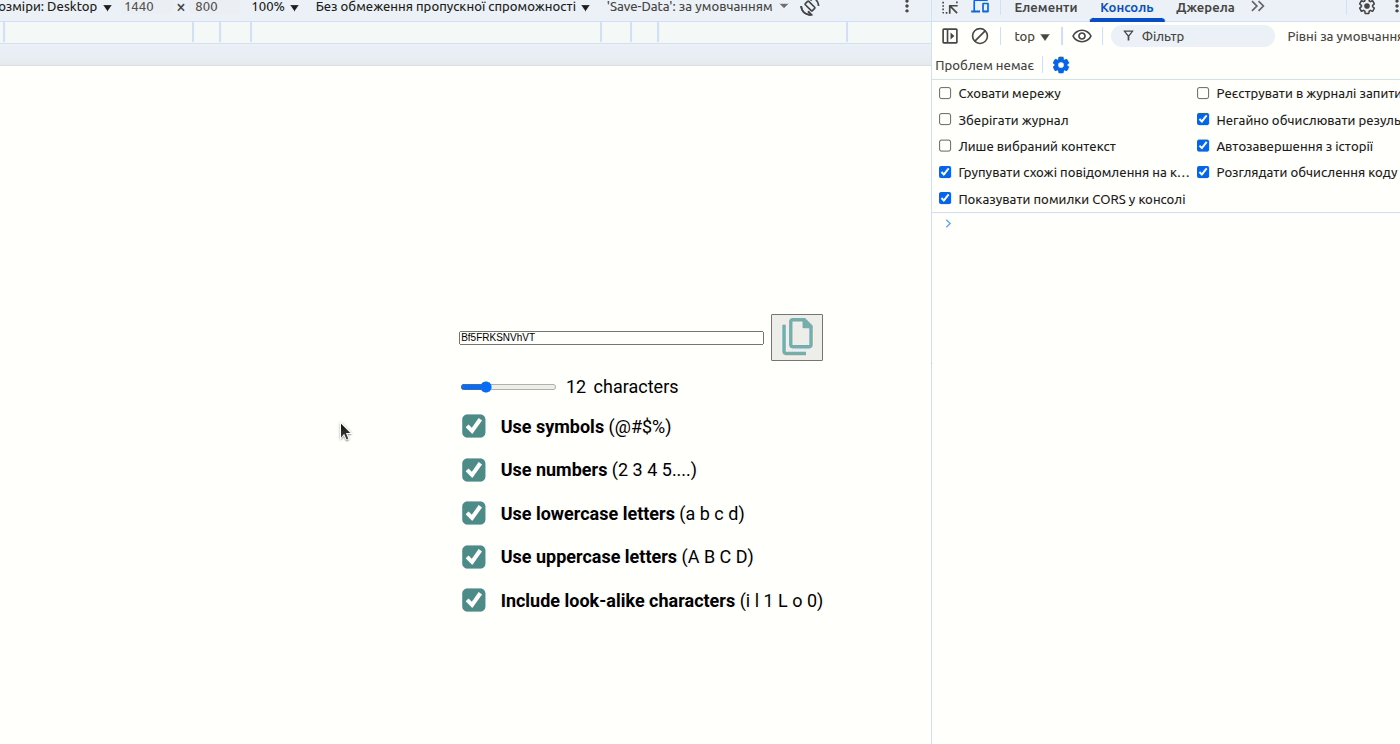 озміри: Desktop 1440 × 800 100% Без обмеження пропускної спроможності 'Save-Data': за умовчанням
Bf5FRKSNVhVT
12 characters
Use symbols (@#$%)
Use numbers (2 3 4 5....)
Use lowercase letters (a b c d)
Use uppercase letters (A B C D)
Include look-alike characters (i l 1 L o 0)
Елементи Консоль Джерела
top Фільтр Рівні за умовчанн
Проблем немає
Сховати мережу Реєструвати в журналі запити
Зберігати журнал Негайно обчислювати резуль
Лише вибраний контекст Автозавершення з історії
Групувати схожі повідомлення на к... Розглядати обчислення коду
Показувати помилки CORS у консолі